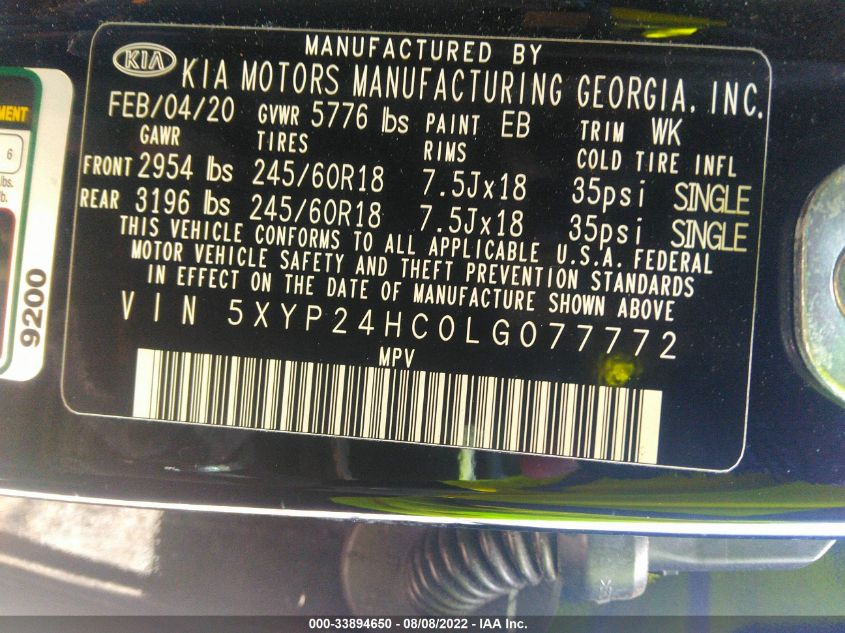 MANUFACTURED BY
KIA KIA MOTORS MANUFACTURING GEORGIA, INC.
FEB/04/20 GVWR 5776 lbs PAINT EB TRIM WK
GAWR TIRES RIMS COLD TIRE INFL
FRONT 2954 lbs 245/60R18 7.5Jx18 35psi SINGLE
REAR 3196 lbs 245/60R18 7.5Jx18 35psi SINGLE
THIS VEHICLE CONFORMS TO ALL APPLICABLE U.S.A. FEDERAL
MOTOR VEHICLE SAFETY AND THEFT PREVENTION STANDARDS
IN EFFECT ON THE DATE OF MANUFACTURE SHOWN ABOVE
VIN 5XYP24HC0LG077772
MPV
6
lbs.
lb.
9200
000-33894650 - 08/08/2022 - IAA Inc.